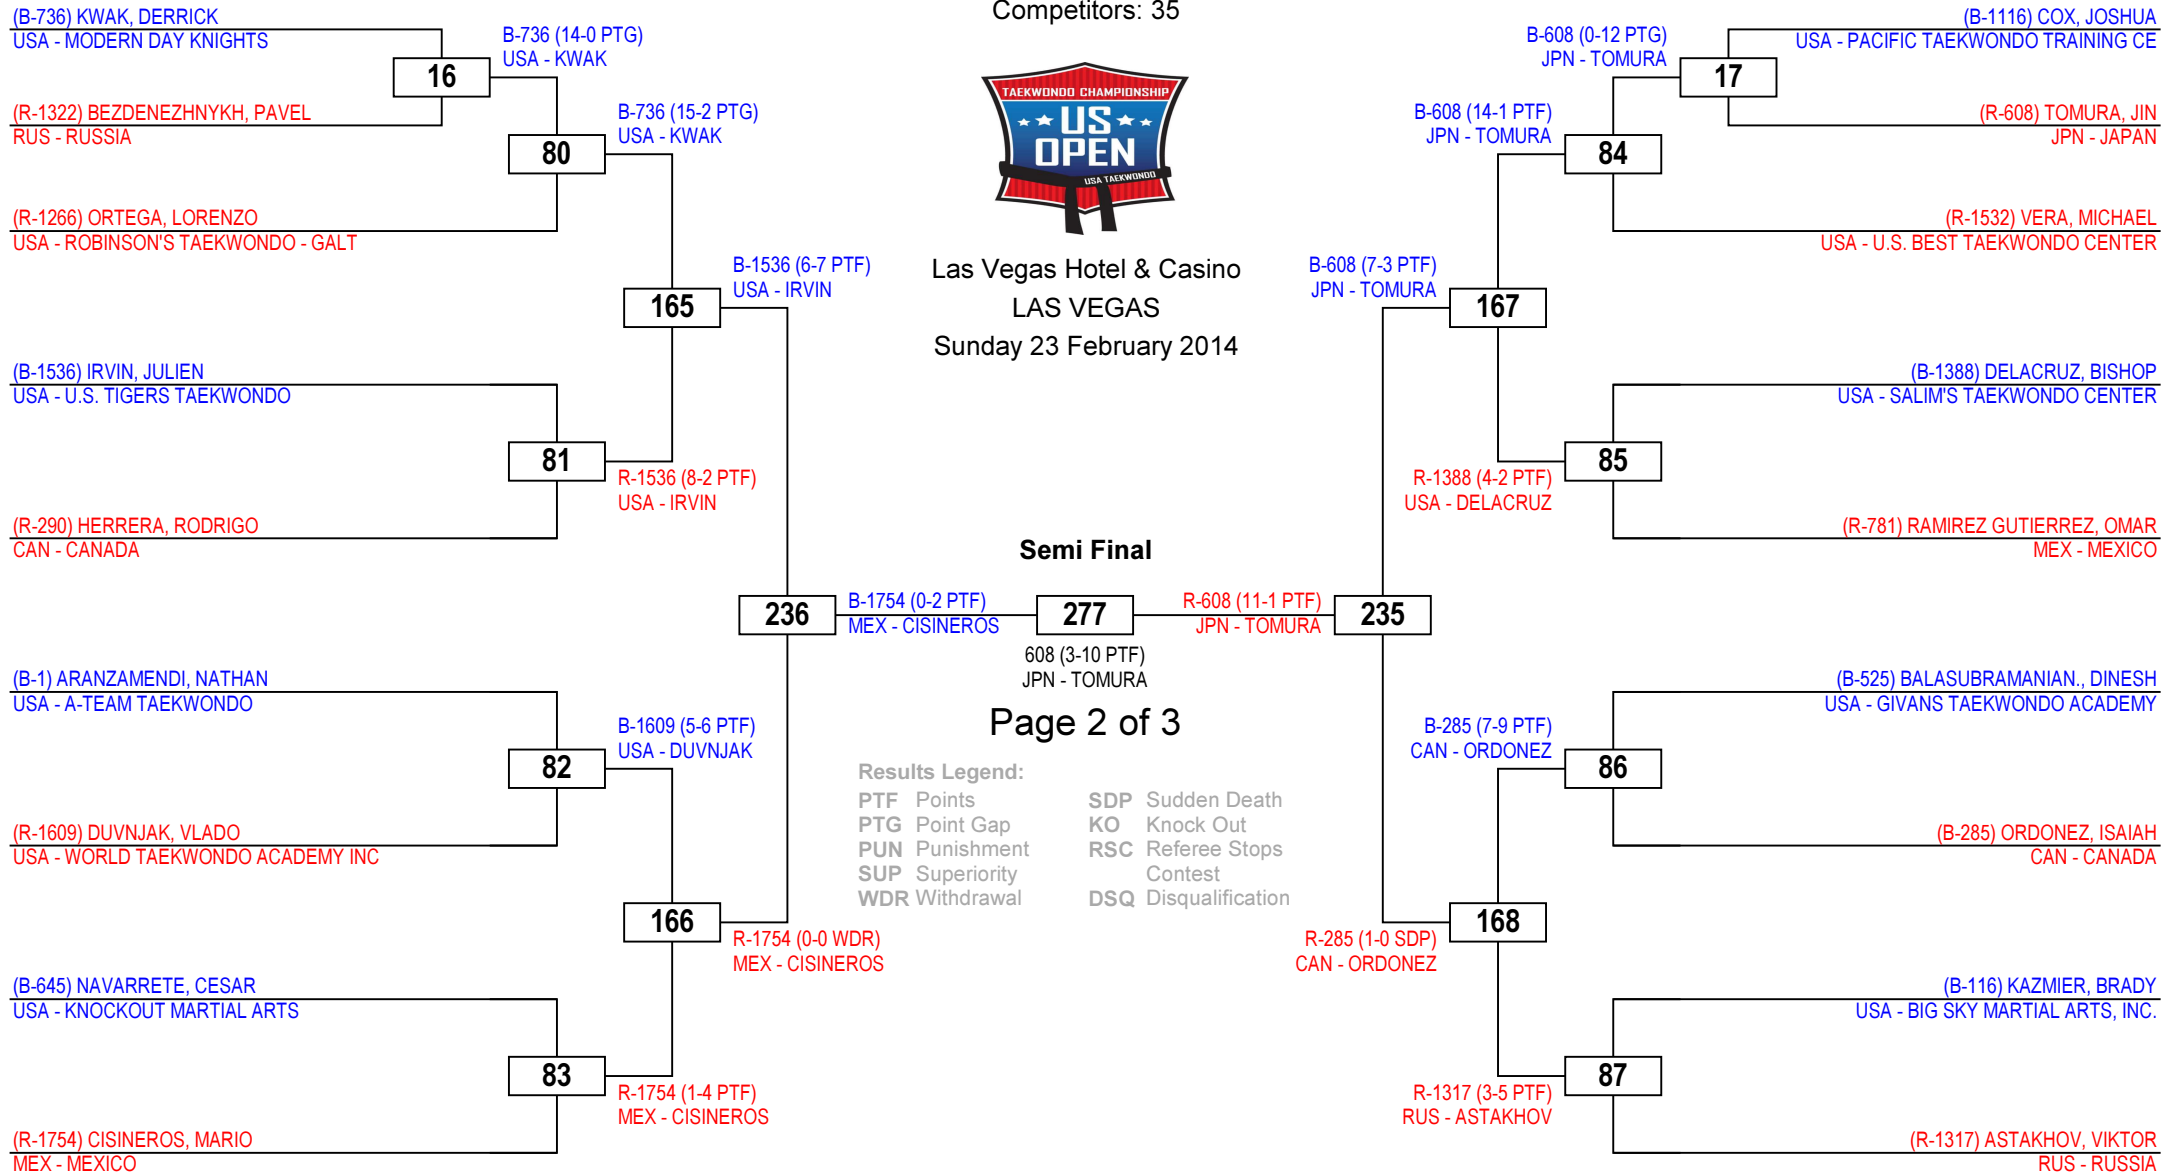 Competitors: 35
TAEKWONDO CHAMPIONSHIP
US
OPEN
USA TAEKWONDO
Las Vegas Hotel & Casino
LAS VEGAS
Sunday 23 February 2014
(B-736) KWAK, DERRICK
USA - MODERN DAY KNIGHTS
16
(R-1322) BEZDENEZHNYKH, PAVEL
RUS - RUSSIA
B-736 (14-0 PTG)
USA - KWAK
80
(R-1266) ORTEGA, LORENZO
USA - ROBINSON'S TAEKWONDO - GALT
B-736 (15-2 PTG)
USA - KWAK
165
(B-1536) IRVIN, JULIEN
USA - U.S. TIGERS TAEKWONDO
81
(R-290) HERRERA, RODRIGO
CAN - CANADA
R-1536 (8-2 PTF)
USA - IRVIN
B-1536 (6-7 PTF)
USA - IRVIN
236
(B-1) ARANZAMENDI, NATHAN
USA - A-TEAM TAEKWONDO
82
(R-1609) DUVNJAK, VLADO
USA - WORLD TAEKWONDO ACADEMY INC
B-1609 (5-6 PTF)
USA - DUVNJAK
166
(B-645) NAVARRETE, CESAR
USA - KNOCKOUT MARTIAL ARTS
83
(R-1754) CISINEROS, MARIO
MEX - MEXICO
R-1754 (1-4 PTF)
MEX - CISINEROS
R-1754 (0-0 WDR)
MEX - CISINEROS
Semi Final
B-1754 (0-2 PTF)
MEX - CISINEROS
277
R-608 (11-1 PTF)
JPN - TOMURA
608 (3-10 PTF)
JPN - TOMURA
Page 2 of 3
Results Legend:
PTF Points
PTG Point Gap
PUN Punishment
SUP Superiority
WDR Withdrawal
SDP Sudden Death
KO Knock Out
RSC Referee Stops
Contest
DSQ Disqualification
(B-1116) COX, JOSHUA
USA - PACIFIC TAEKWONDO TRAINING CE
17
(R-608) TOMURA, JIN
JPN - JAPAN
B-608 (0-12 PTG)
JPN - TOMURA
84
(R-1532) VERA, MICHAEL
USA - U.S. BEST TAEKWONDO CENTER
B-608 (14-1 PTF)
JPN - TOMURA
167
(B-1388) DELACRUZ, BISHOP
USA - SALIM'S TAEKWONDO CENTER
85
(R-781) RAMIREZ GUTIERREZ, OMAR
MEX - MEXICO
R-1388 (4-2 PTF)
USA - DELACRUZ
B-608 (7-3 PTF)
JPN - TOMURA
235
(B-525) BALASUBRAMANIAN., DINESH
USA - GIVANS TAEKWONDO ACADEMY
86
(B-285) ORDONEZ, ISAIAH
CAN - CANADA
B-285 (7-9 PTF)
CAN - ORDONEZ
168
(B-116) KAZMIER, BRADY
USA - BIG SKY MARTIAL ARTS, INC.
87
(R-1317) ASTAKHOV, VIKTOR
RUS - RUSSIA
R-1317 (3-5 PTF)
RUS - ASTAKHOV
R-285 (1-0 SDP)
CAN - ORDONEZ